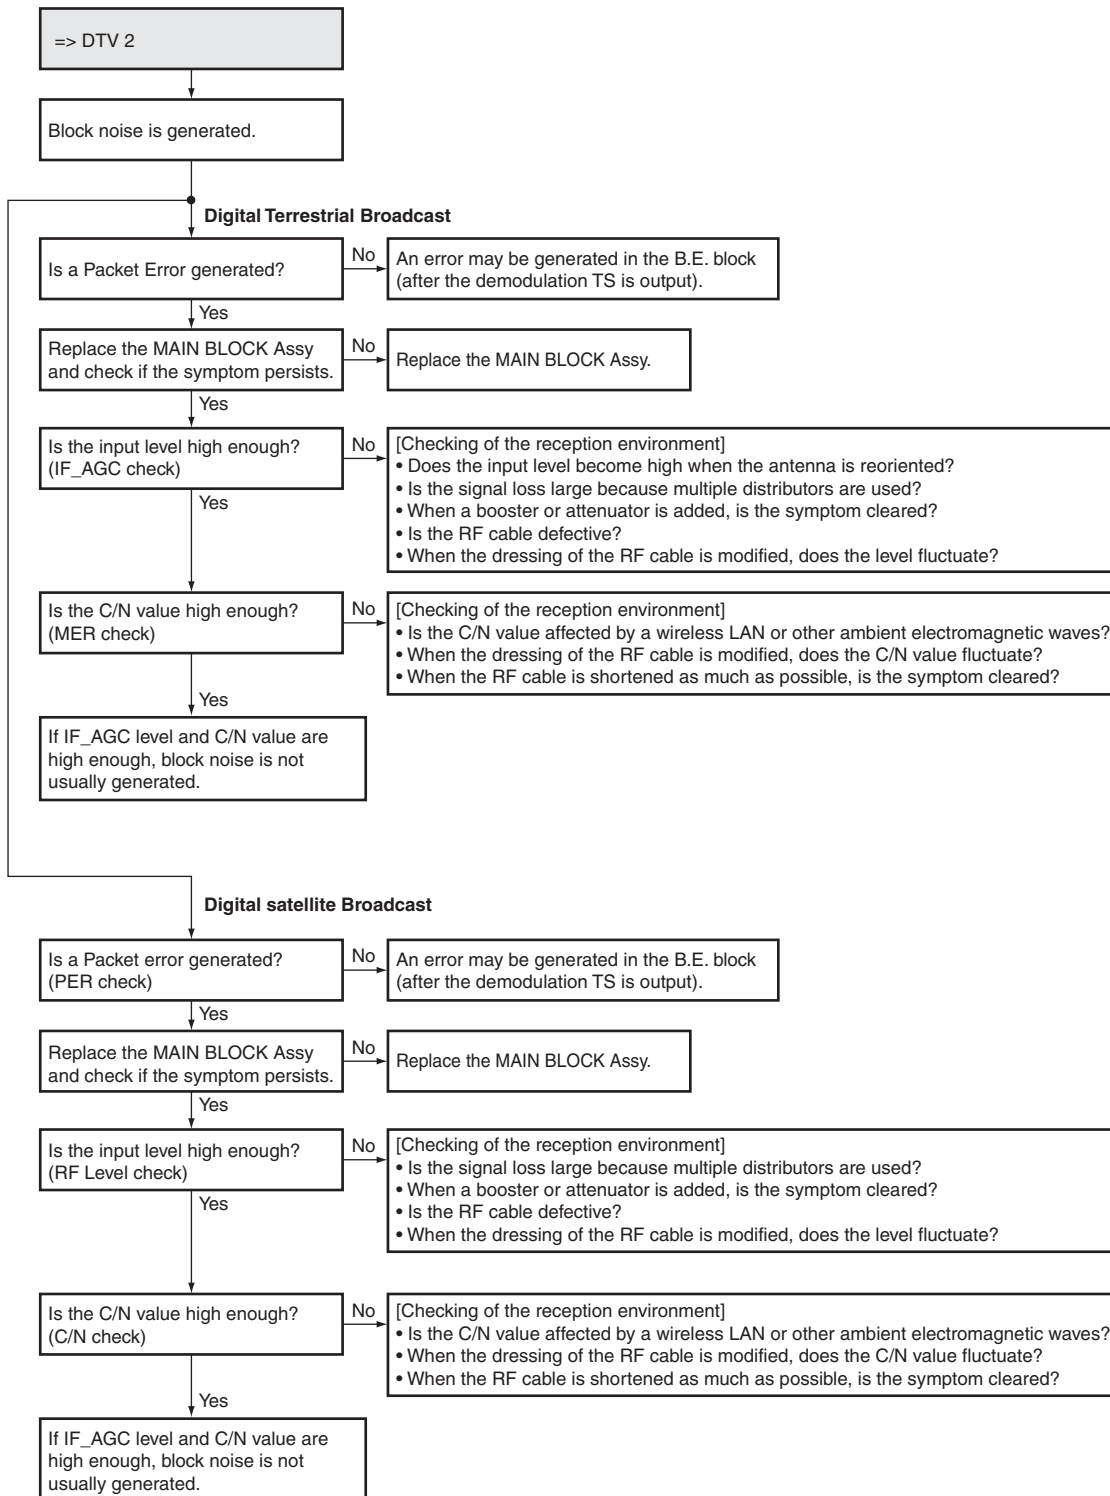 => DTV 2
Block noise is generated.
Digital Terrestrial Broadcast
Is a Packet Error generated?
No
An error may be generated in the B.E. block
(after the demodulation TS is output).
Yes
Replace the MAIN BLOCK Assy
and check if the symptom persists.
No
Replace the MAIN BLOCK Assy.
Yes
Is the input level high enough?
(IF_AGC check)
No
[Checking of the reception environment]
• Does the input level become high when the antenna is reoriented?
• Is the signal loss large because multiple distributors are used?
• When a booster or attenuator is added, is the symptom cleared?
• Is the RF cable defective?
• When the dressing of the RF cable is modified, does the level fluctuate?
Yes
Is the C/N value high enough?
(MER check)
No
[Checking of the reception environment]
• Is the C/N value affected by a wireless LAN or other ambient electromagnetic waves?
• When the dressing of the RF cable is modified, does the C/N value fluctuate?
• When the RF cable is shortened as much as possible, is the symptom cleared?
Yes
If IF_AGC level and C/N value are
high enough, block noise is not
usually generated.
Digital satellite Broadcast
Is a Packet error generated?
(PER check)
No
An error may be generated in the B.E. block
(after the demodulation TS is output).
Yes
Replace the MAIN BLOCK Assy
and check if the symptom persists.
No
Replace the MAIN BLOCK Assy.
Yes
Is the input level high enough?
(RF Level check)
No
[Checking of the reception environment]
• Is the signal loss large because multiple distributors are used?
• When a booster or attenuator is added, is the symptom cleared?
• Is the RF cable defective?
• When the dressing of the RF cable is modified, does the level fluctuate?
Yes
Is the C/N value high enough?
(C/N check)
No
[Checking of the reception environment]
• Is the C/N value affected by a wireless LAN or other ambient electromagnetic waves?
• When the dressing of the RF cable is modified, does the C/N value fluctuate?
• When the RF cable is shortened as much as possible, is the symptom cleared?
Yes
If IF_AGC level and C/N value are
high enough, block noise is not
usually generated.